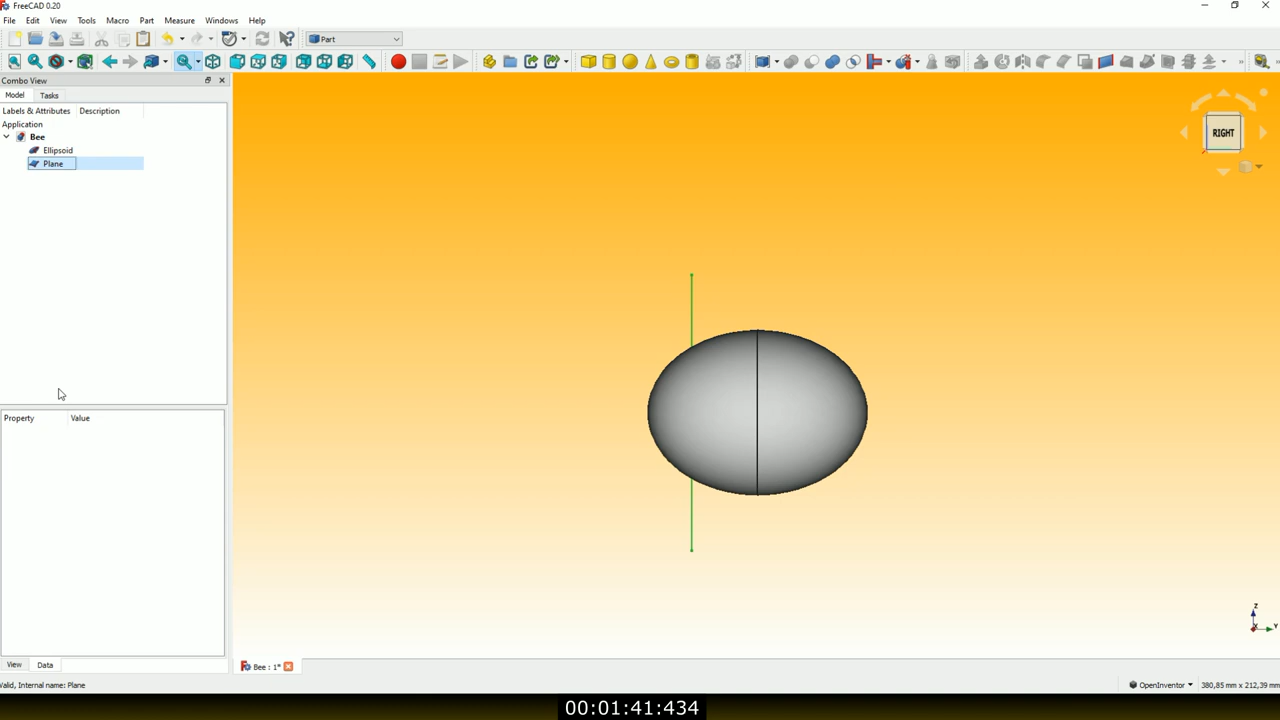 FreeCAD 0.20
File Edit View Tools Macro Part Measure Windows Help
Part
Combo View
Model Tasks
Labels & Attributes Description
Application
Bee
Ellipsoid
Plane
RIGHT
Property Value
Z
X Y
View Data
Bee : 1*
Valid, Internal name: Plane
OpenInventor 380,85 mm x 212,39 mm
00:01:41:434